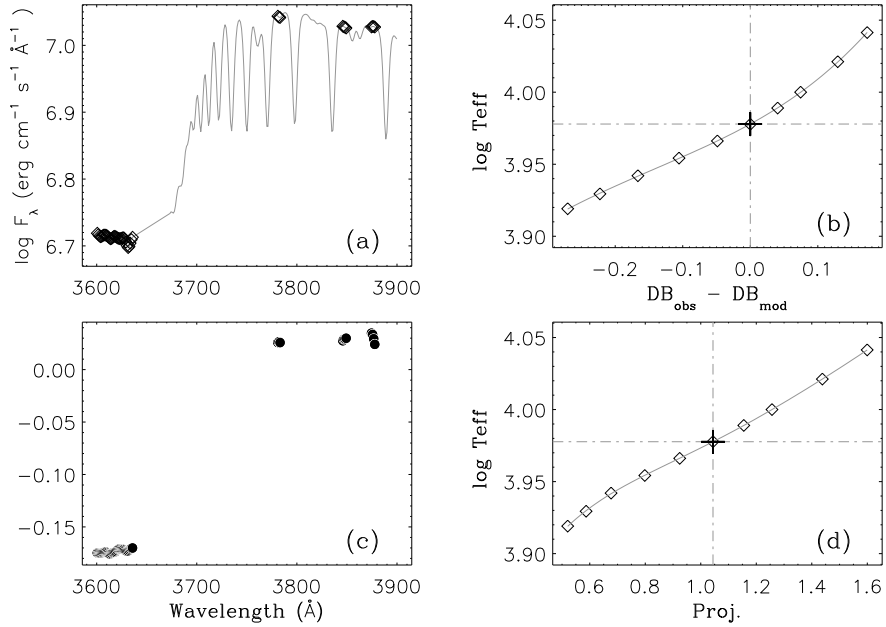 7.0
6.9
6.8
6.7
log F_λ (erg cm⁻¹ s⁻¹ Å⁻¹)
(a)
3600 3700 3800 3900
4.05
4.00
3.95
3.90
log Teff
(b)
−0.2 −0.1 0.0 0.1
DB_obs − DB_mod
0.00
−0.05
−0.10
−0.15
(c)
3600 3700 3800 3900
Wavelength (Å)
4.05
4.00
3.95
3.90
log Teff
(d)
0.6 0.8 1.0 1.2 1.4 1.6
Proj.